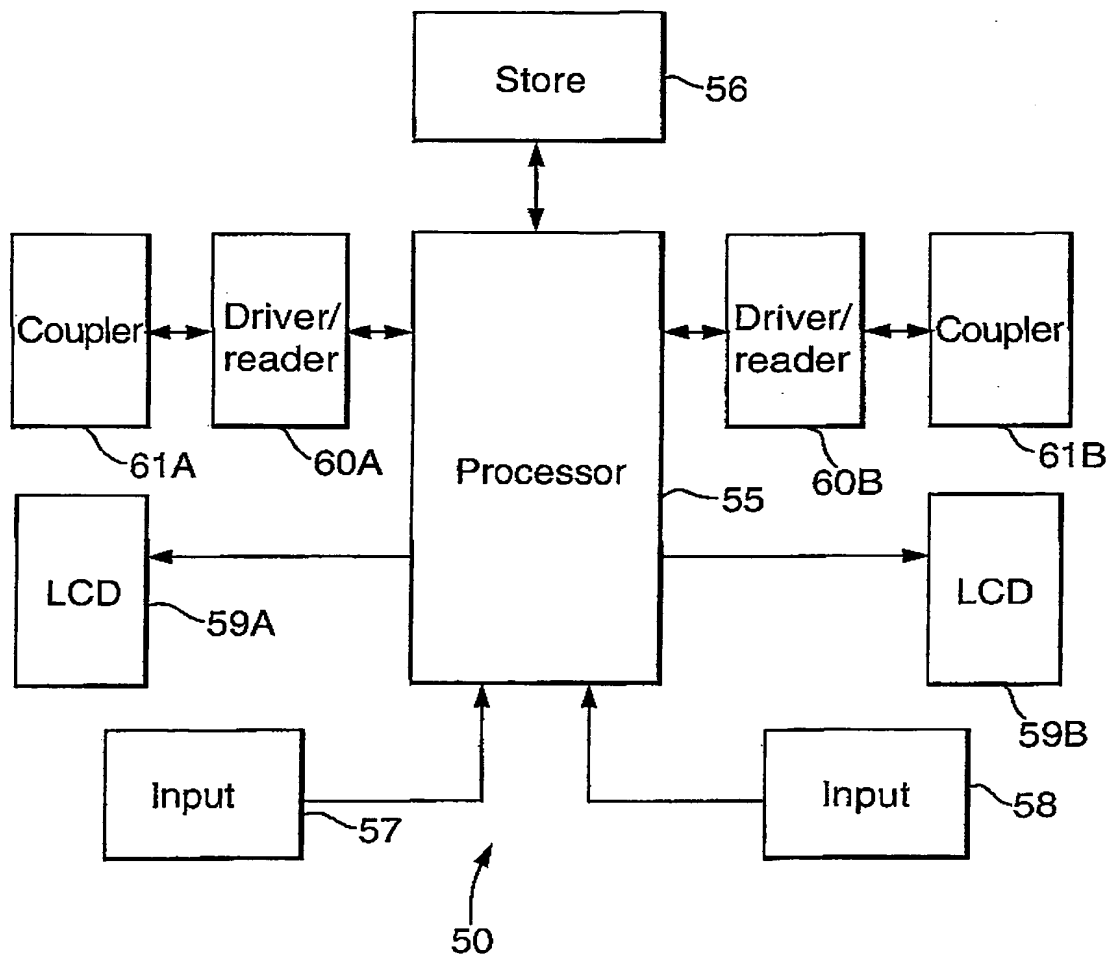 Store
56
Coupler
Driver/
reader
Driver/
reader
Coupler
61A
60A
Processor
55
60B
61B
LCD
59A
LCD
59B
Input
57
Input
58
50